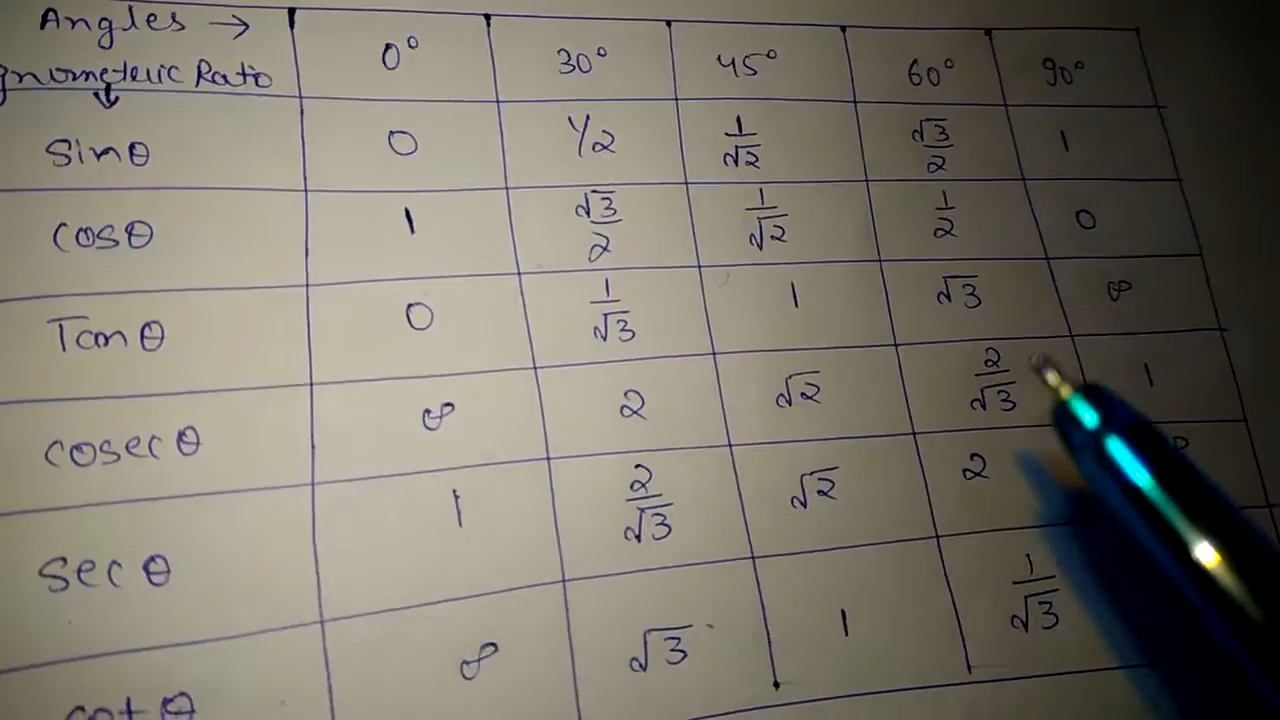 Angles → 0° 30° 45° 60° 90°
Ratio ↓
Sinθ 0 1/2 1/√2 √3/2 1
cosθ 1 √3/2 1/√2 1/2 0
Tanθ 0 1/√3 1 √3 ∞
cosecθ ∞ 2 √2 2/√3 1
secθ 1 2/√3 √2 2
cotθ ∞ √3 1 1/√3